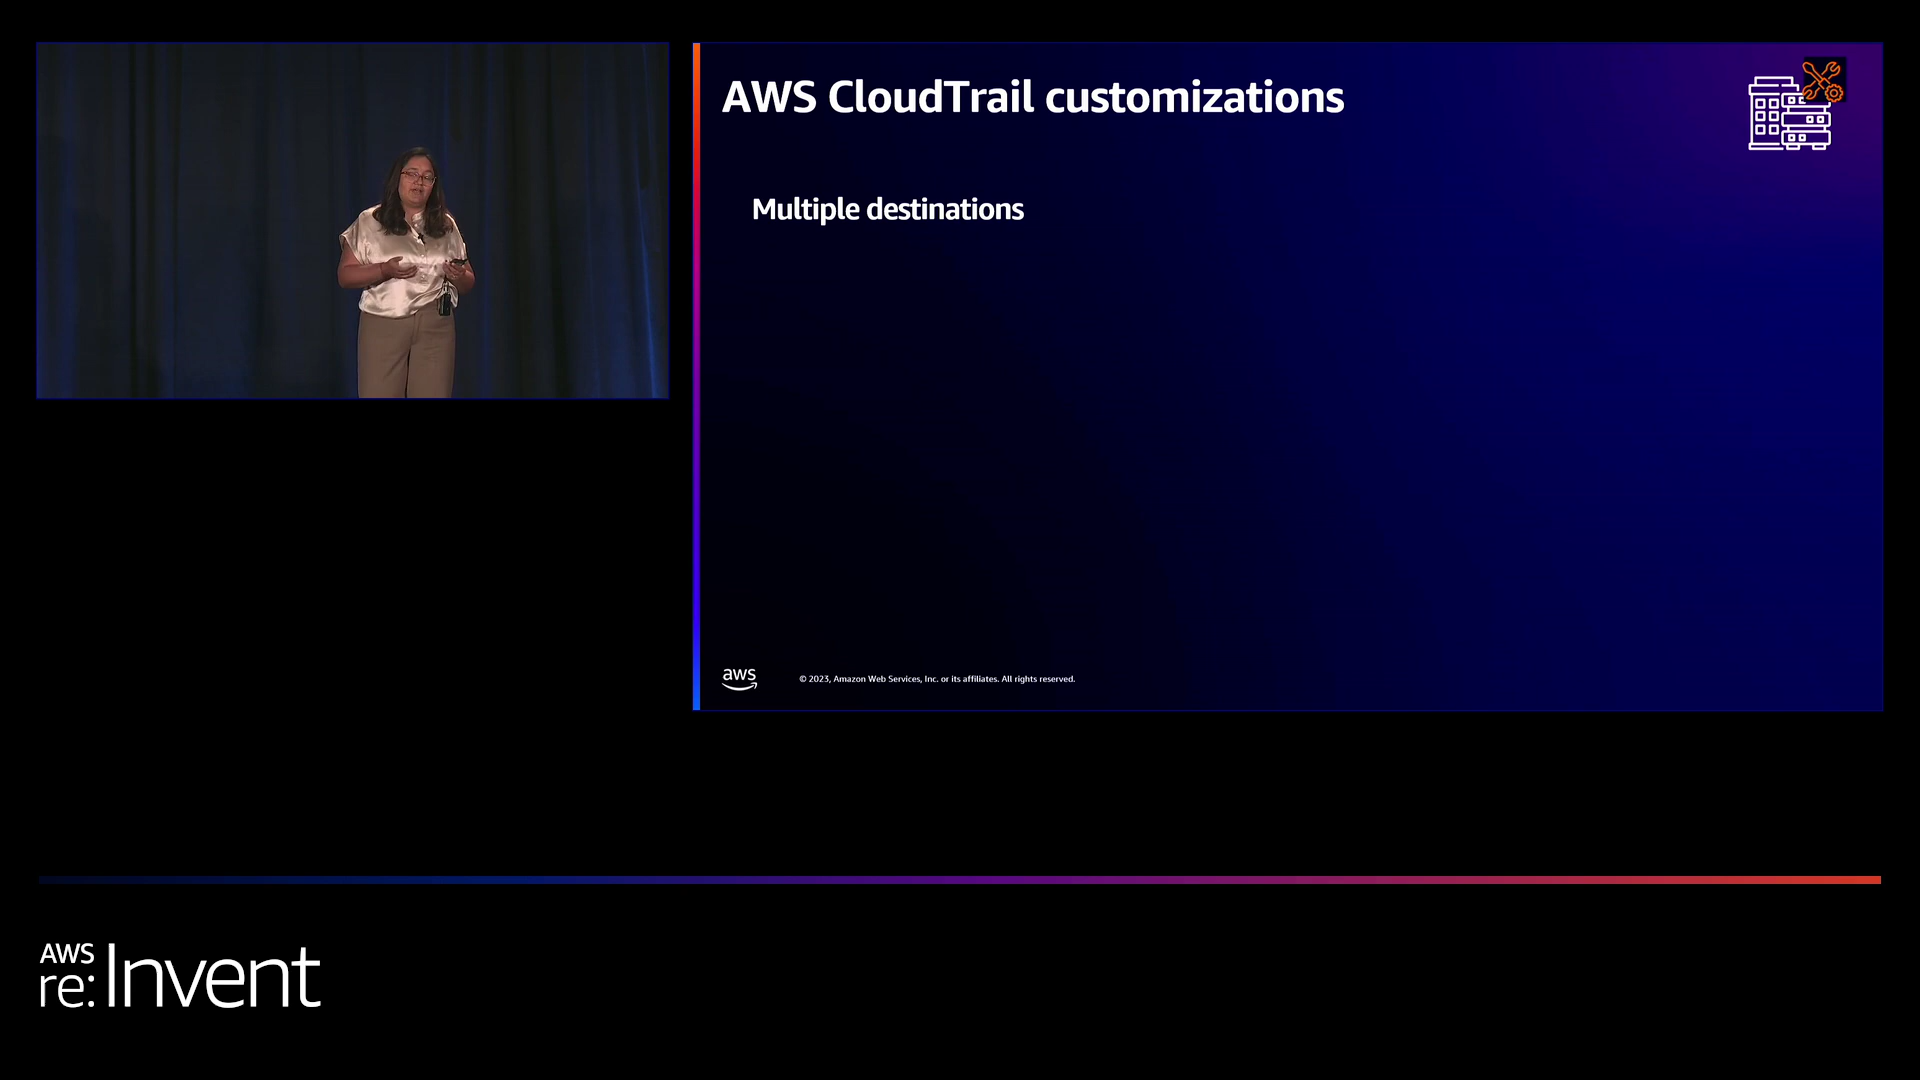 AWS CloudTrail customizations
Multiple destinations
aws
© 2023, Amazon Web Services, Inc. or its affiliates. All rights reserved.
AWS
re:Invent